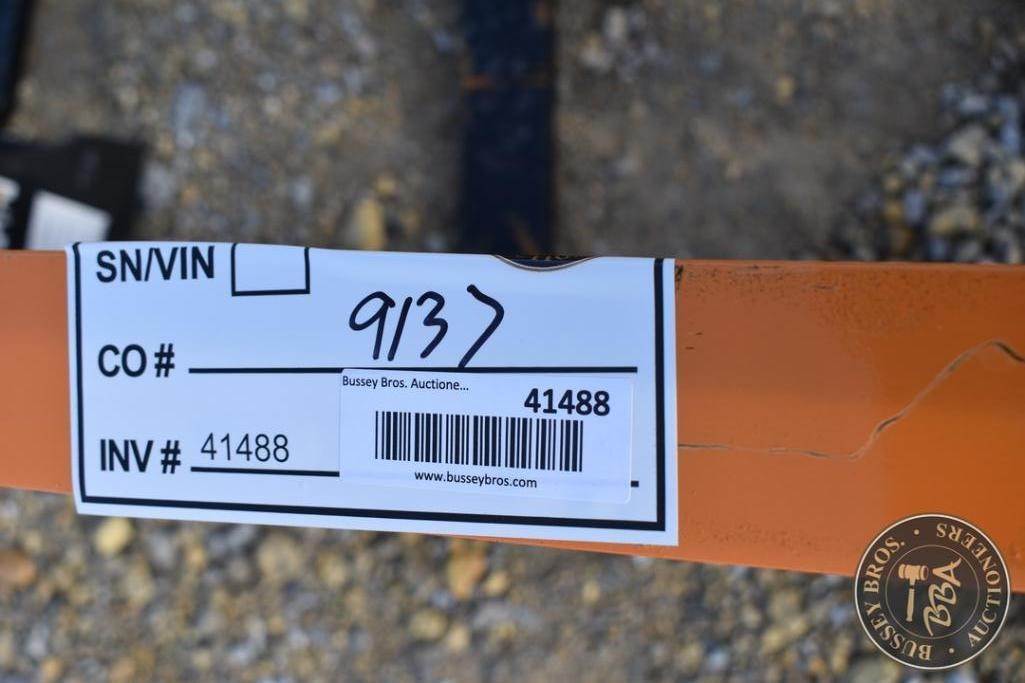 SN/VIN
9137
CO #
Bussey Bros. Auctione...
41488
INV # 41488
www.busseybros.com
BUSSEY BROS. · AUCTIONEERS ·
BBA